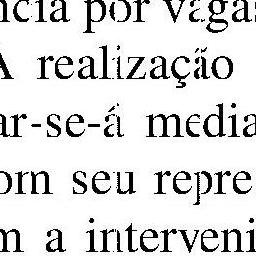 ncia por vagas
A realização
ar-se-á media
om seu repre
m a interveni